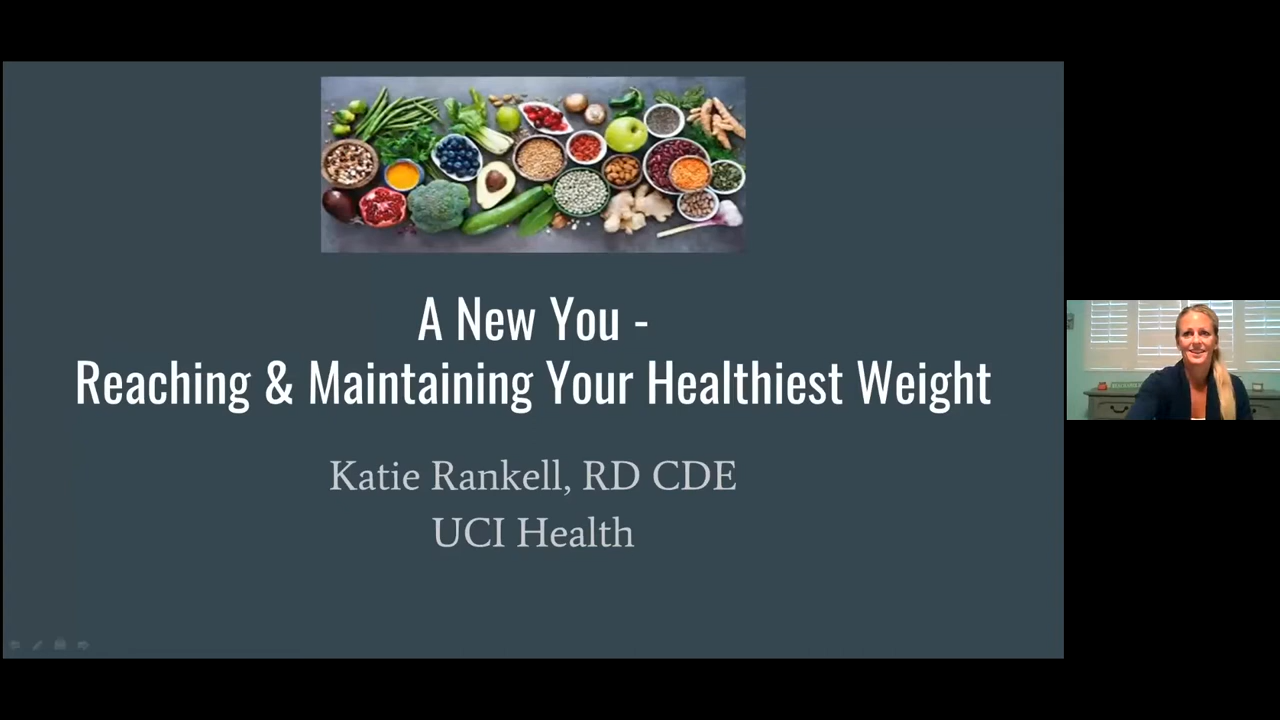 A New You -
Reaching & Maintaining Your Healthiest Weight
Katie Rankell, RD CDE
UCI Health